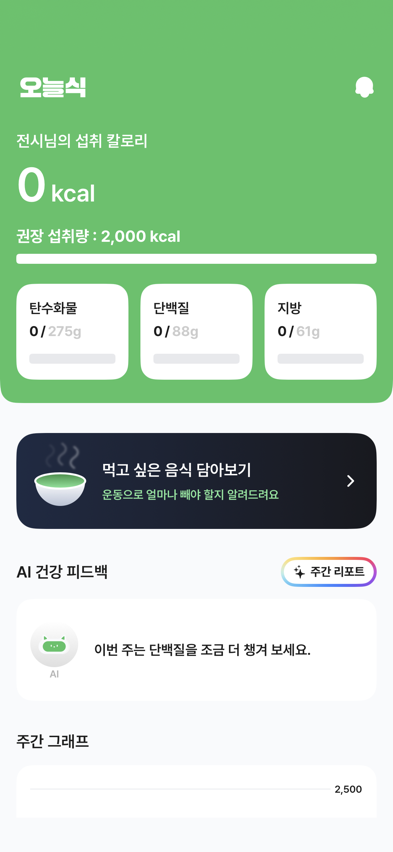 오늘식
전시님의 섭취 칼로리
0 kcal
권장 섭취량 : 2,000 kcal
탄수화물
0 / 275g
단백질
0 / 88g
지방
0 / 61g
먹고 싶은 음식 담아보기
운동으로 얼마나 빼야 할지 알려드려요
AI 건강 피드백
주간 리포트
이번 주는 단백질을 조금 더 챙겨 보세요.
AI
주간 그래프
2,500